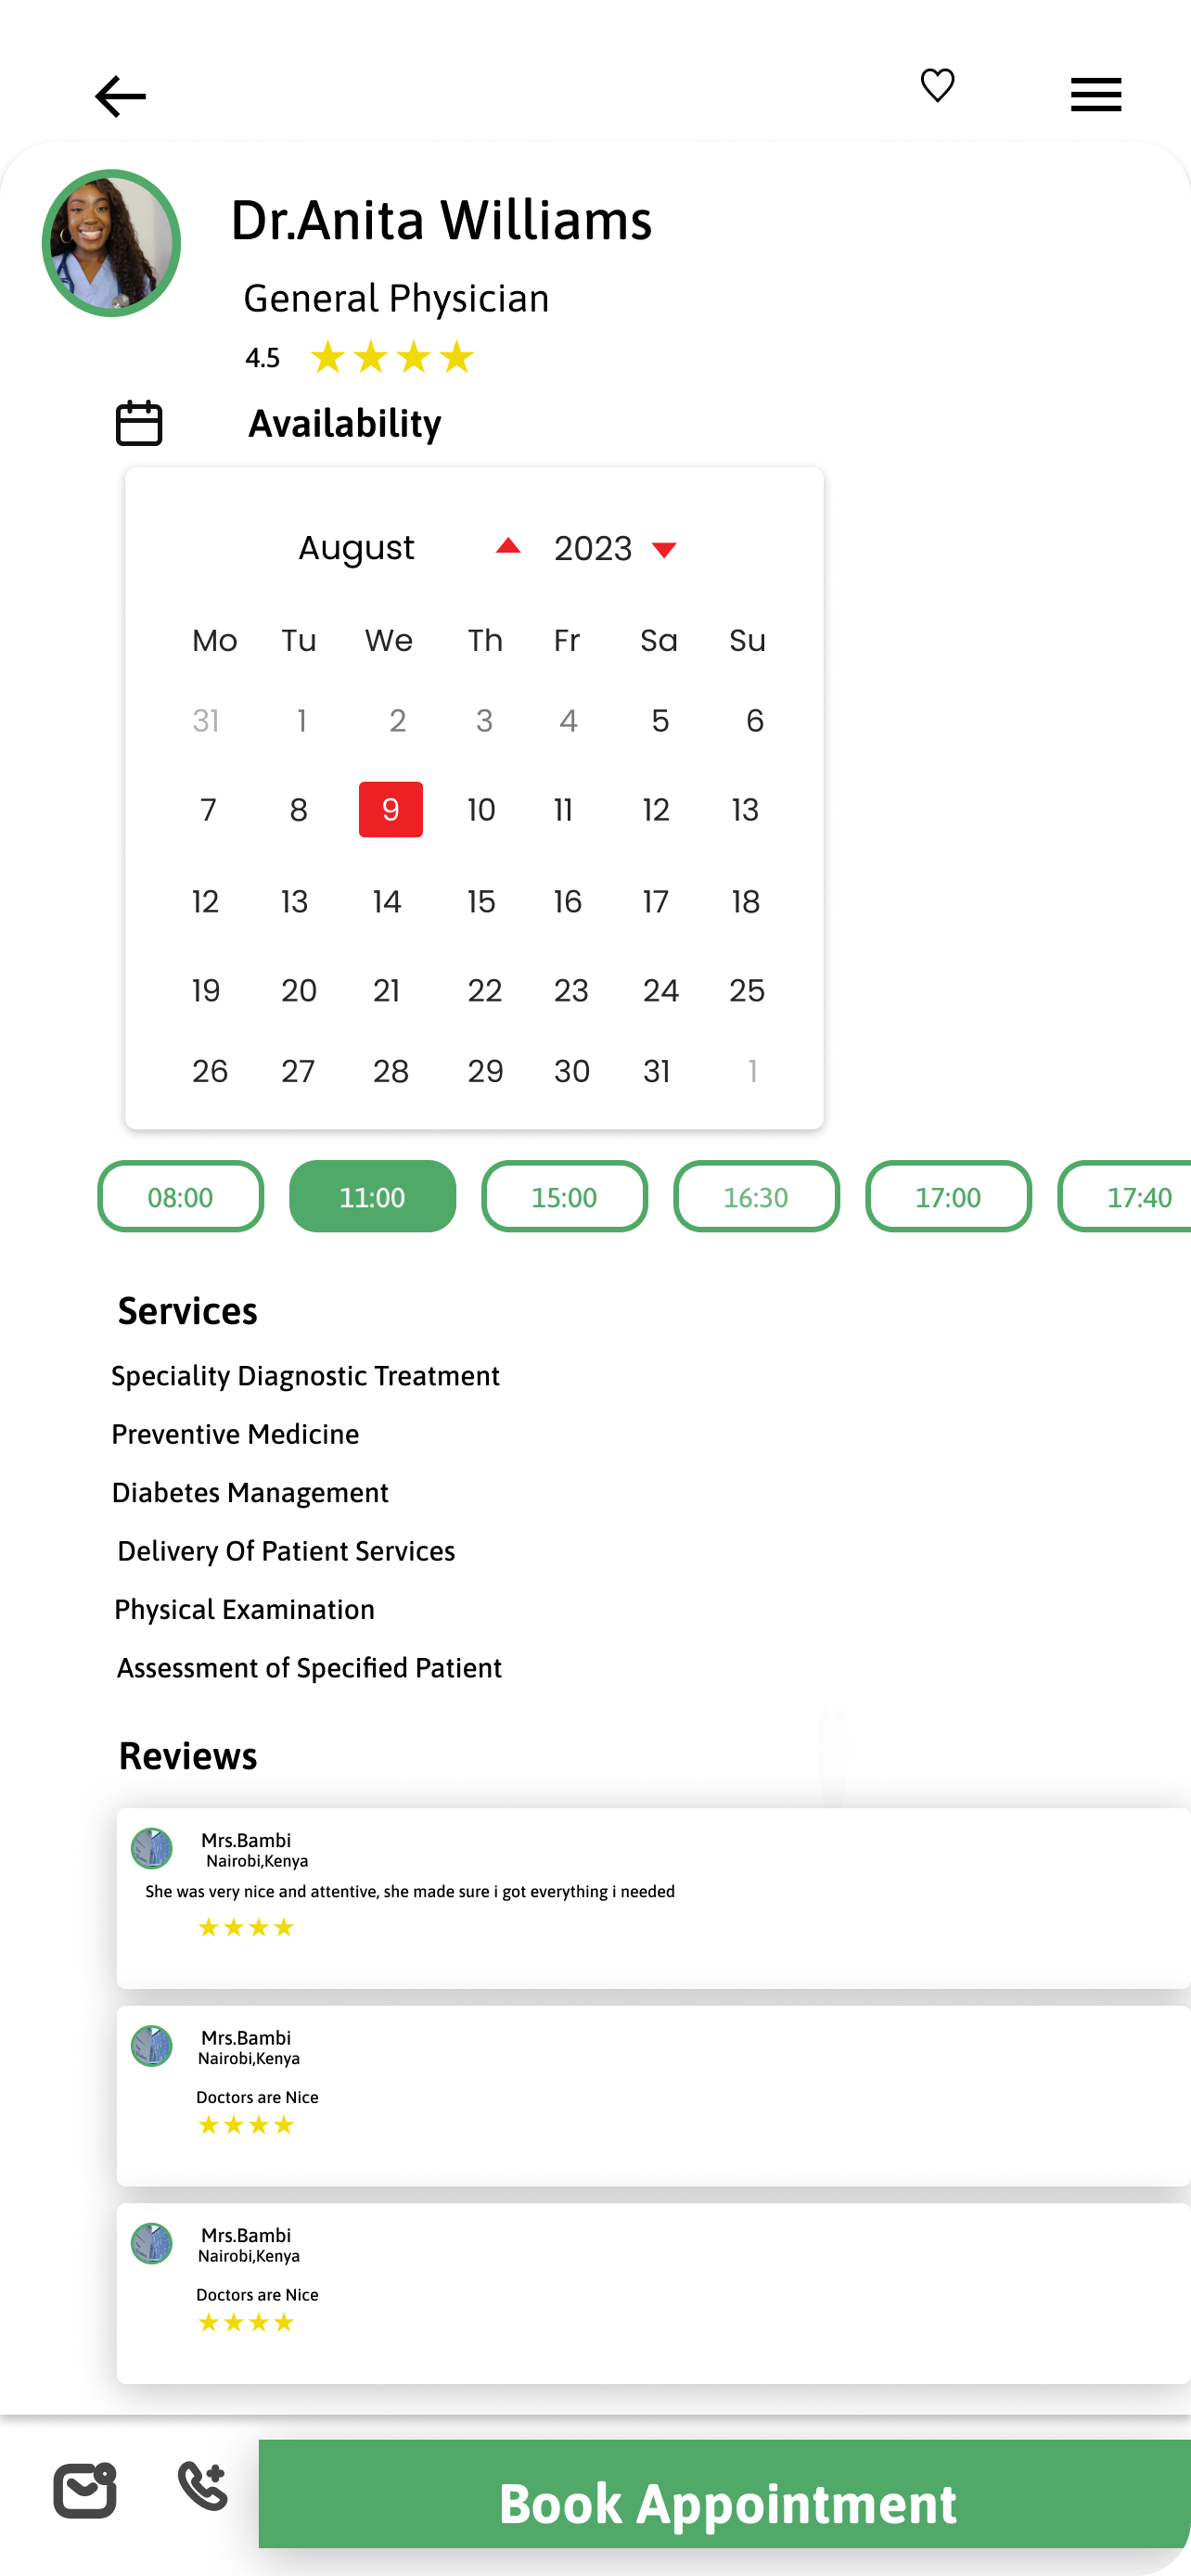 Dr.Anita Williams
General Physician
4.5
Availability
August 2023
Mo Tu We Th Fr Sa Su
31 1 2 3 4 5 6
7 8 9 10 11 12 13
12 13 14 15 16 17 18
19 20 21 22 23 24 25
26 27 28 29 30 31 1
08:00 11:00 15:00 16:30 17:00 17:40
Services
Speciality Diagnostic Treatment
Preventive Medicine
Diabetes Management
Delivery Of Patient Services
Physical Examination
Assessment of Specified Patient
Reviews
Mrs.Bambi
Nairobi,Kenya
She was very nice and attentive, she made sure i got everything i needed
Mrs.Bambi
Nairobi,Kenya
Doctors are Nice
Mrs.Bambi
Nairobi,Kenya
Doctors are Nice
Book Appointment